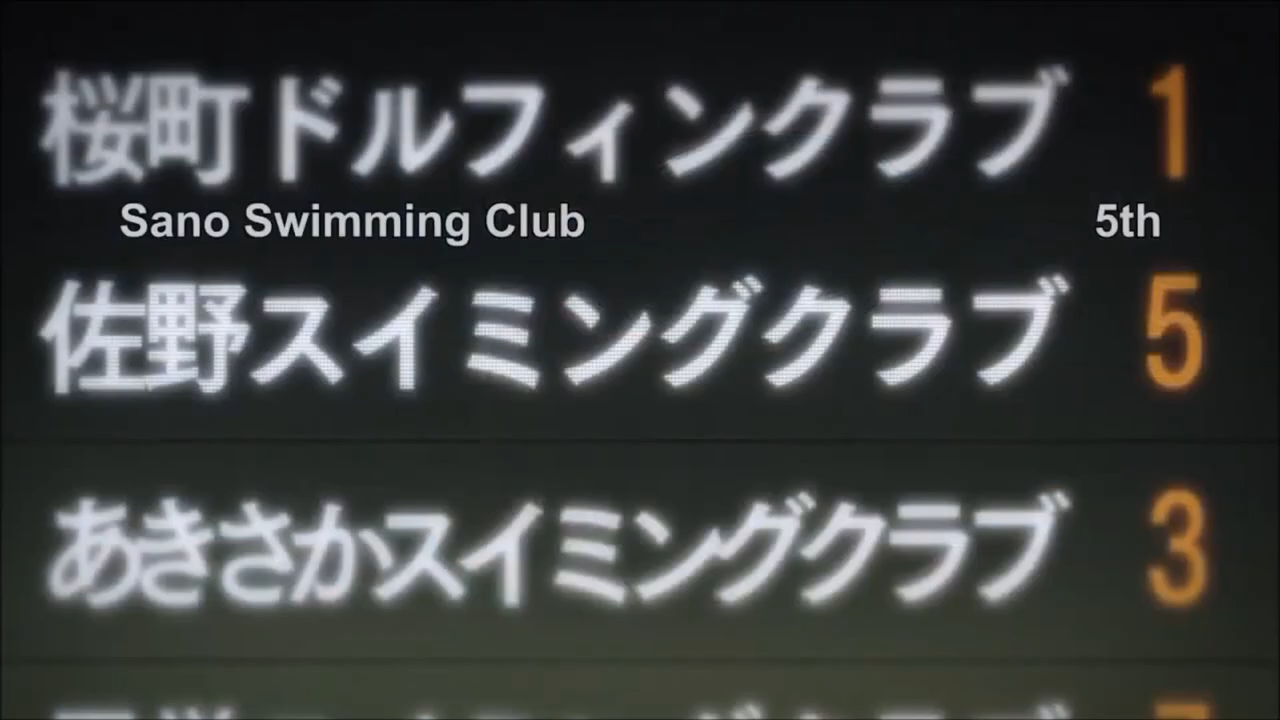 桜町ドルフィンクラブ 1
Sano Swimming Club 5th
佐野スイミングクラブ 5
あきさかスイミングクラブ 3